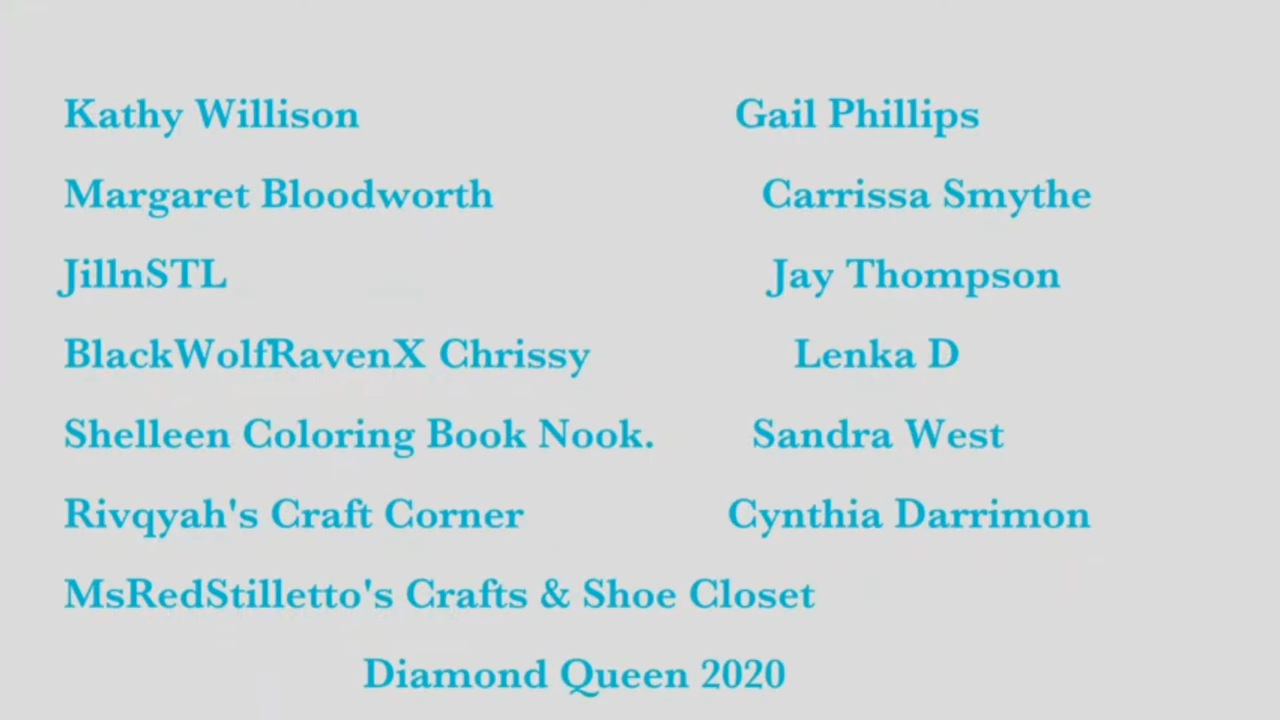 Kathy Willison Gail Phillips
Margaret Bloodworth Carrissa Smythe
JillnSTL Jay Thompson
BlackWolfRavenX Chrissy Lenka D
Shelleen Coloring Book Nook. Sandra West
Rivqyah's Craft Corner Cynthia Darrimon
MsRedStilletto's Crafts & Shoe Closet
Diamond Queen 2020